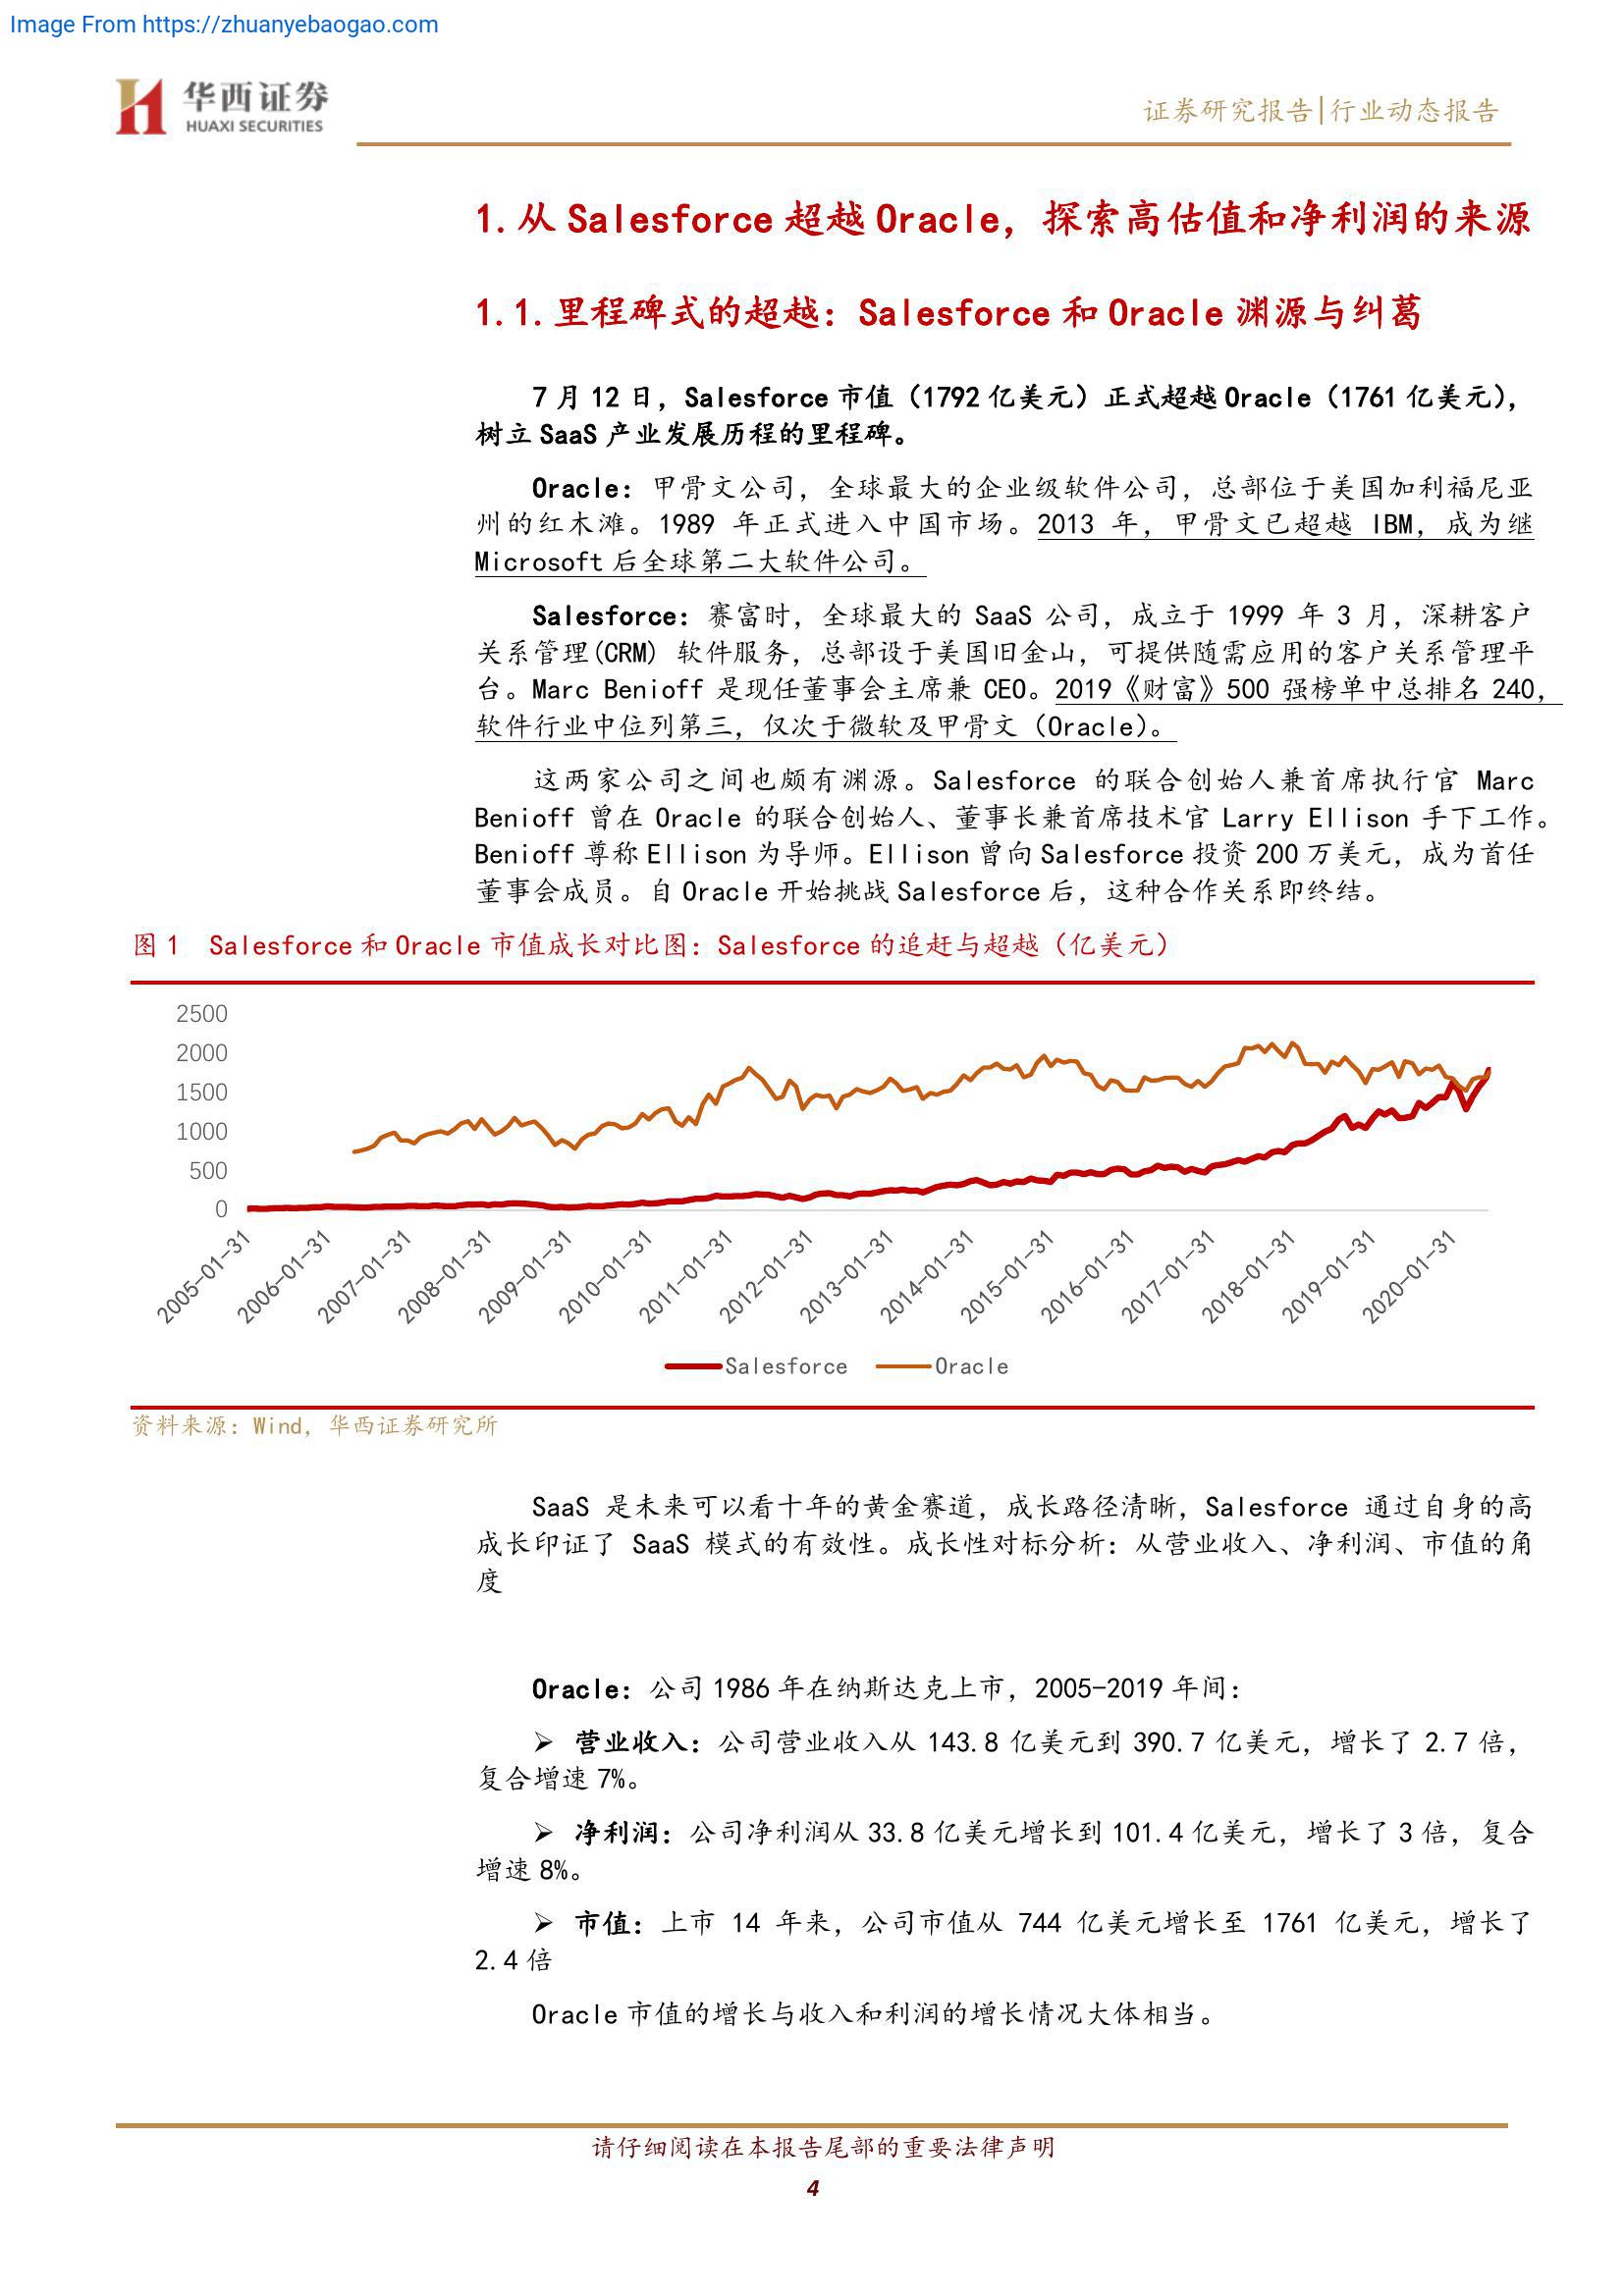 Image From https://zhuanyebaogao.com
华西证券
HUAXI SECURITIES
证券研究报告|行业动态报告
1.从 Salesforce 超越 Oracle，探索高估值和净利润的来源
1.1.里程碑式的超越：Salesforce 和 Oracle 渊源与纠葛
7 月 12 日，Salesforce 市值（1792 亿美元）正式超越 Oracle（1761 亿美元），
树立 SaaS 产业发展历程的里程碑。
Oracle：甲骨文公司，全球最大的企业级软件公司，总部位于美国加利福尼亚
州的红木滩。1989 年正式进入中国市场。2013 年，甲骨文已超越 IBM，成为继
Microsoft 后全球第二大软件公司。
Salesforce：赛富时，全球最大的 SaaS 公司，成立于 1999 年 3 月，深耕客户
关系管理(CRM) 软件服务，总部设于美国旧金山，可提供随需应用的客户关系管理平
台。Marc Benioff 是现任董事会主席兼 CEO。2019《财富》500 强榜单中总排名 240，
软件行业中位列第三，仅次于微软及甲骨文（Oracle）。
这两家公司之间也颇有渊源。Salesforce 的联合创始人兼首席执行官 Marc
Benioff 曾在 Oracle 的联合创始人、董事长兼首席技术官 Larry Ellison 手下工作。
Benioff 尊称 Ellison 为导师。Ellison 曾向 Salesforce 投资 200 万美元，成为首任
董事会成员。自 Oracle 开始挑战 Salesforce 后，这种合作关系即终结。
图 1 Salesforce 和 Oracle 市值成长对比图：Salesforce 的追赶与超越（亿美元）
2500
2000
1500
1000
500
0
2005-01-31 2006-01-31 2007-01-31 2008-01-31 2009-01-31 2010-01-31 2011-01-31 2012-01-31 2013-01-31 2014-01-31 2015-01-31 2016-01-31 2017-01-31 2018-01-31 2019-01-31 2020-01-31
Salesforce Oracle
资料来源：Wind，华西证券研究所
SaaS 是未来可以看十年的黄金赛道，成长路径清晰，Salesforce 通过自身的高
成长印证了 SaaS 模式的有效性。成长性对标分析：从营业收入、净利润、市值的角
度
Oracle：公司 1986 年在纳斯达克上市，2005-2019 年间：
➢ 营业收入：公司营业收入从 143.8 亿美元到 390.7 亿美元，增长了 2.7 倍，
复合增速 7%。
➢ 净利润：公司净利润从 33.8 亿美元增长到 101.4 亿美元，增长了 3 倍，复合
增速 8%。
➢ 市值：上市 14 年来，公司市值从 744 亿美元增长至 1761 亿美元，增长了
2.4 倍
Oracle 市值的增长与收入和利润的增长情况大体相当。
请仔细阅读在本报告尾部的重要法律声明
4